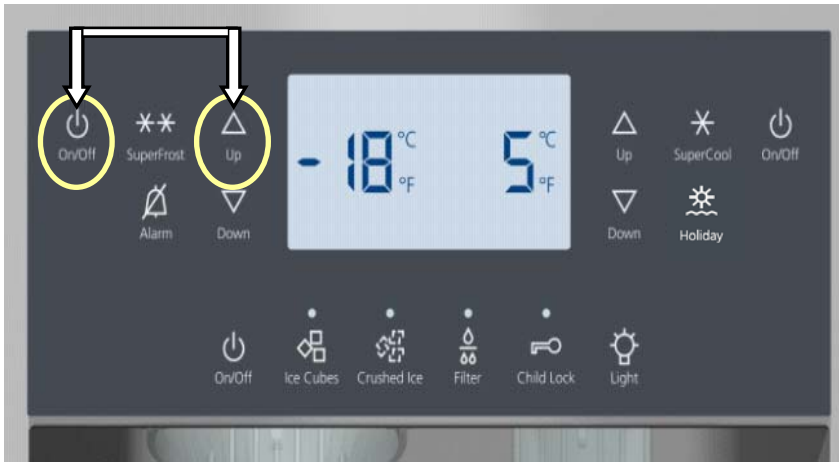 -18 °C °F 5 °C °F
On/Off SuperFrost Up
Up SuperCool On/Off
Alarm Down
Down Holiday
On/Off Ice Cubes Crushed Ice Filter Child Lock Light